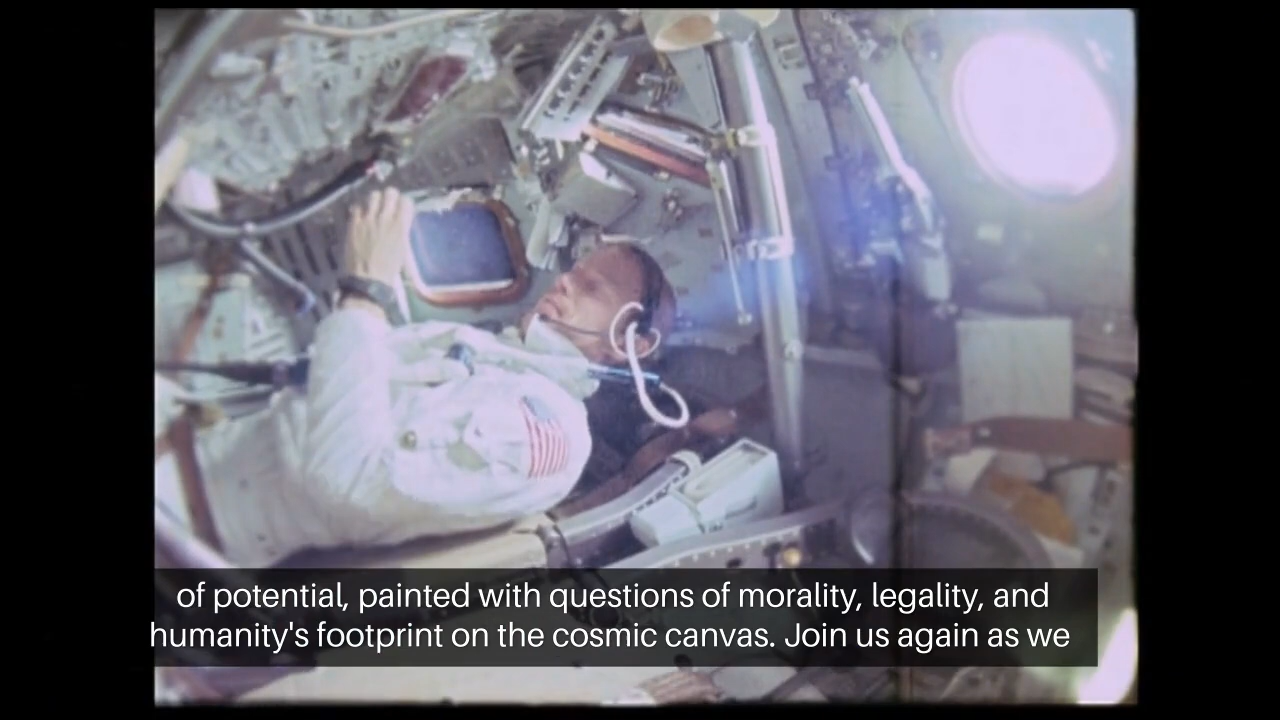 of potential, painted with questions of morality, legality, and
humanity's footprint on the cosmic canvas. Join us again as we